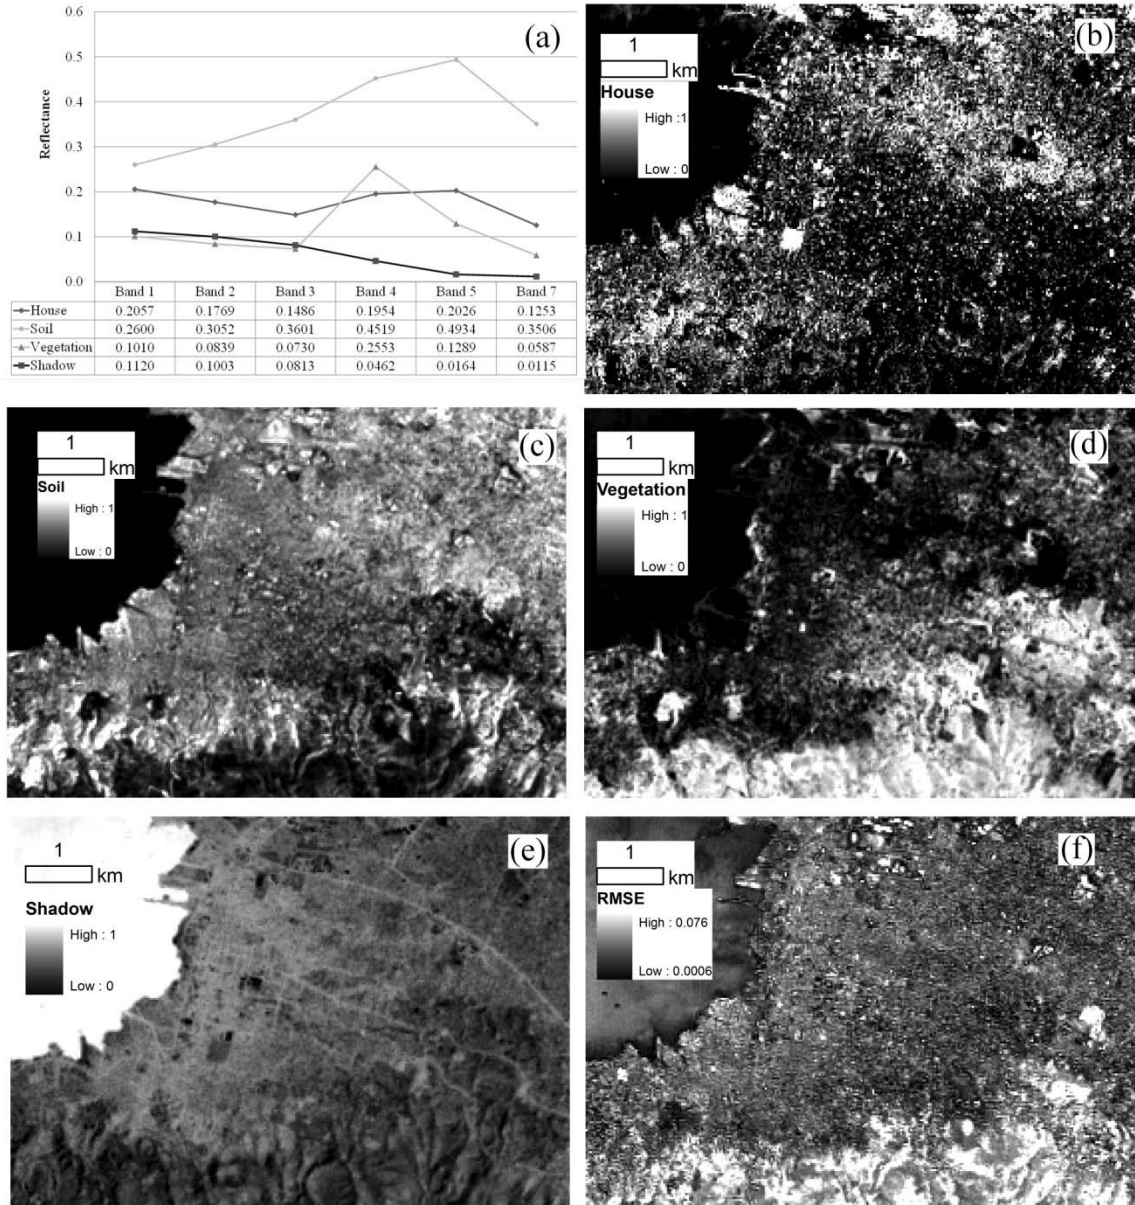 (a)
0.6
0.5
0.4
0.3
0.2
0.1
0.0
Reflectance
Band 1 Band 2 Band 3 Band 4 Band 5 Band 7
House 0.2057 0.1769 0.1486 0.1954 0.2026 0.1253
Soil 0.2600 0.3052 0.3601 0.4519 0.4934 0.3506
Vegetation 0.1010 0.0839 0.0730 0.2553 0.1289 0.0587
Shadow 0.1120 0.1003 0.0813 0.0462 0.0164 0.0115
(b)
1
km
House
High :1
Low : 0
(c)
1
km
Soil
High : 1
Low : 0
(d)
1
km
Vegetation
High : 1
Low : 0
(e)
1
km
Shadow
High : 1
Low : 0
(f)
1
km
RMSE
High : 0.076
Low : 0.0006